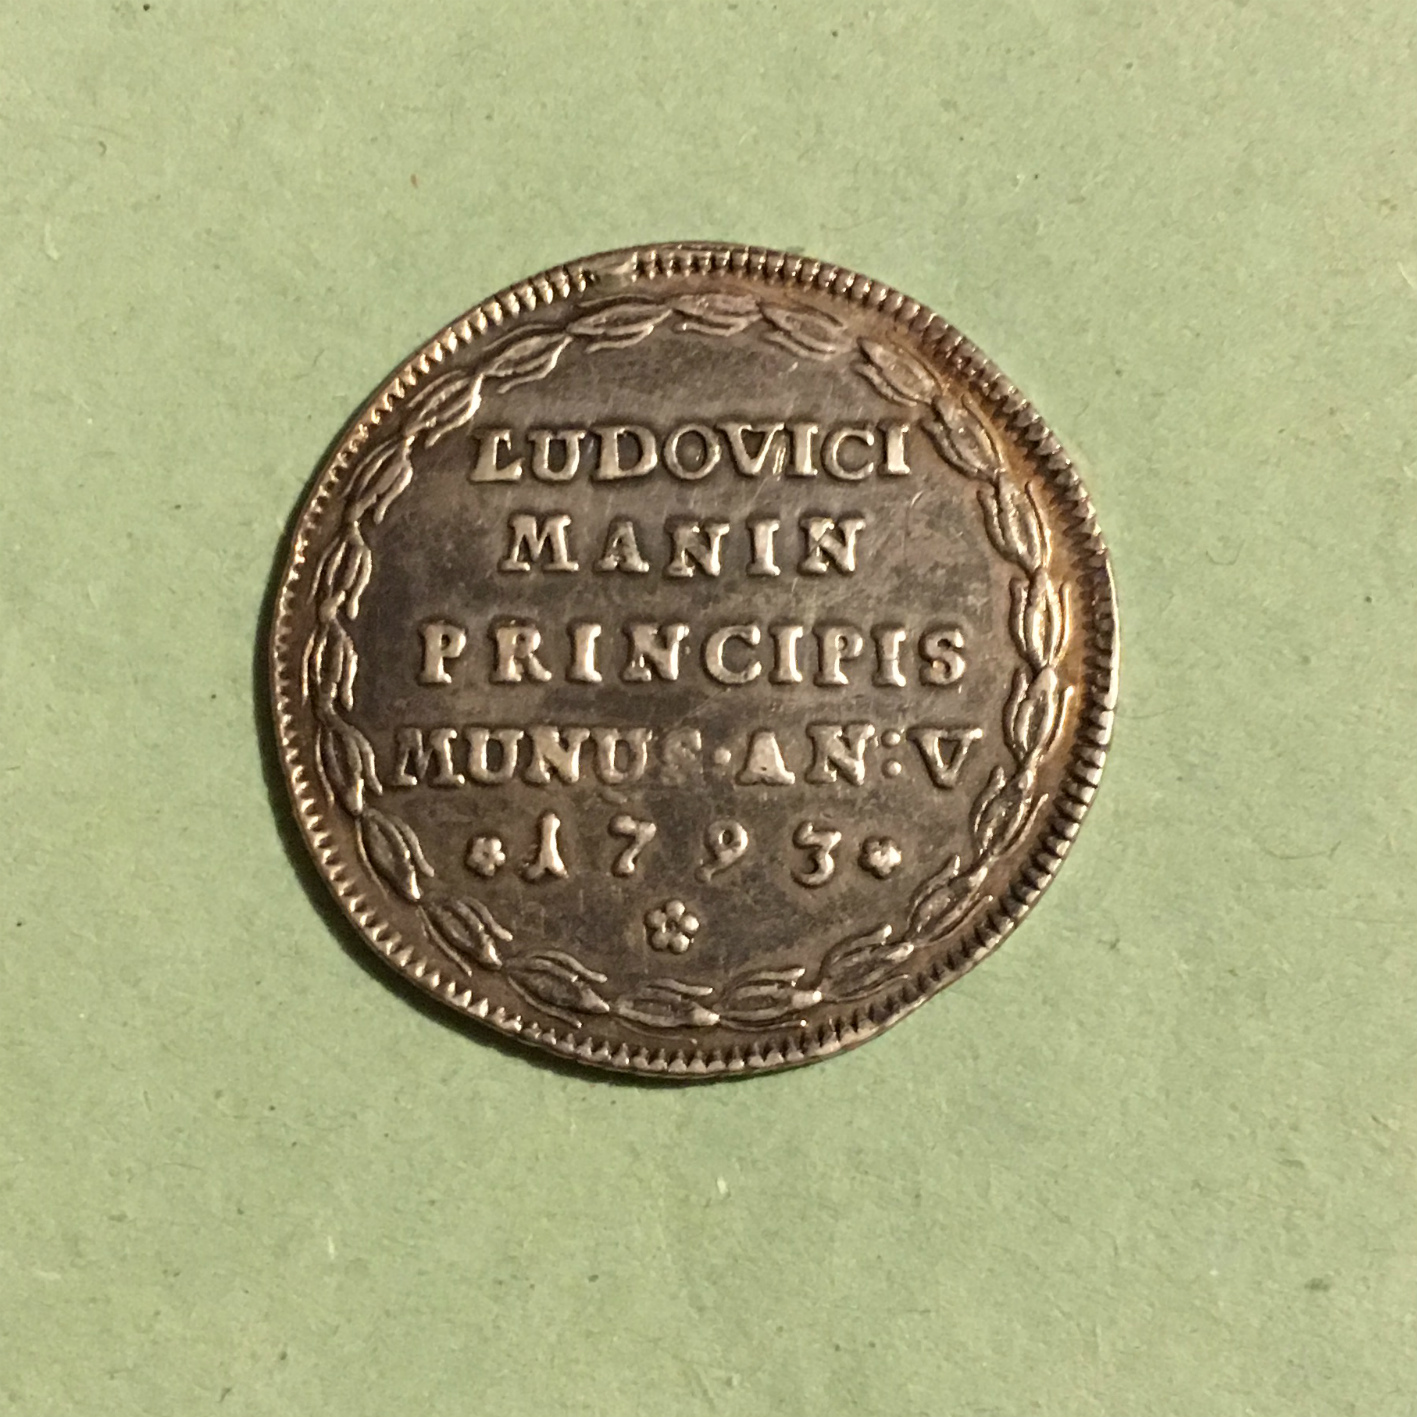 LUDOVICI
MANIN
PRINCIPIS
MUNUS·AN:V
*1793*